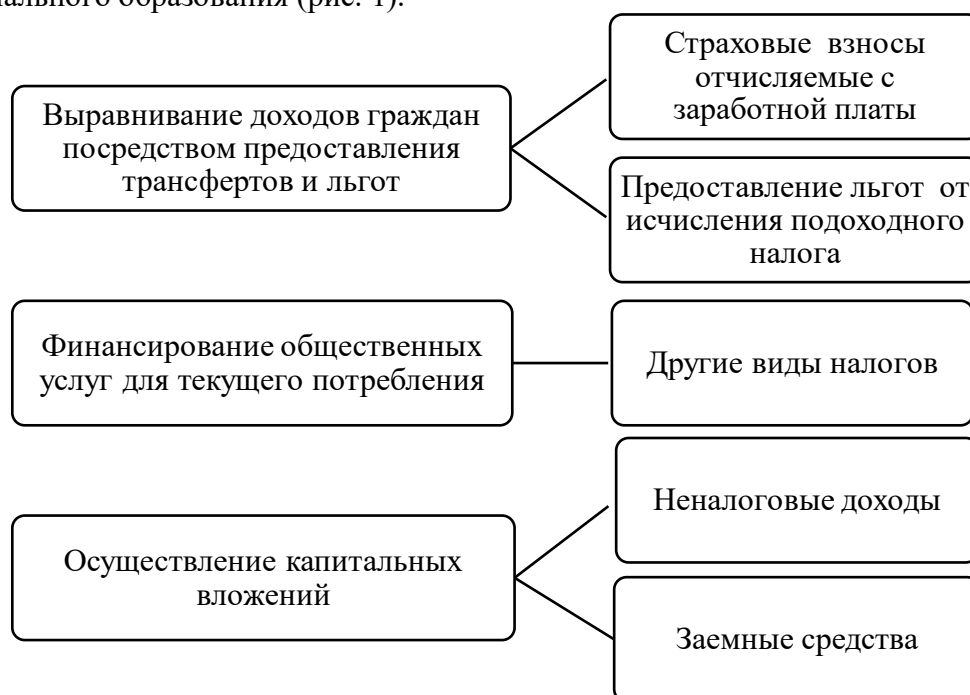 образования (рис. 1).
Выравнивание доходов граждан
посредством предоставления
трансфертов и льгот
Страховые взносы
отчисляемые с
заработной платы
Предоставление льгот от
исчисления подоходного
налога
Финансирование общественных
услуг для текущего потребления
Другие виды налогов
Осуществление капитальных
вложений
Неналоговые доходы
Заемные средства